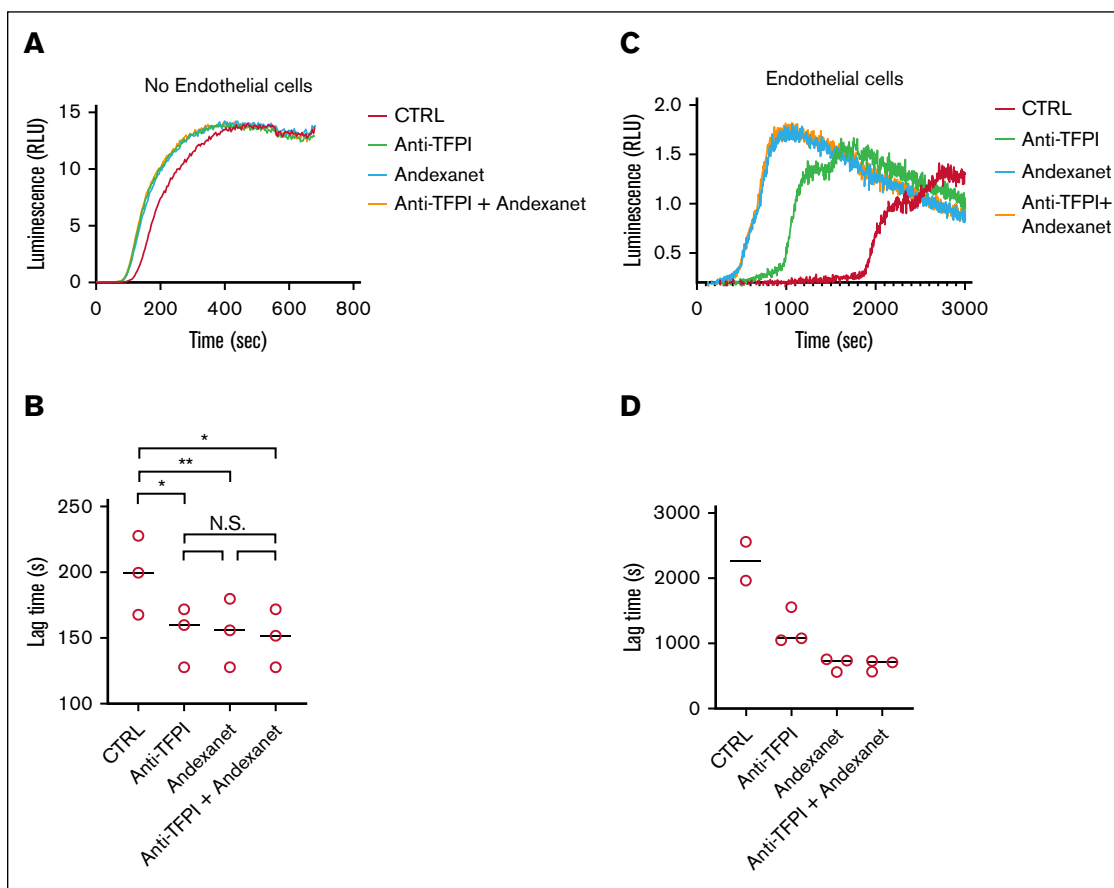 A
No Endothelial cells
15
10
5
0
Luminescence (RLU)
0 200 400 600 800
Time (sec)
CTRL
Anti-TFPI
Andexanet
Anti-TFPI + Andexanet
C
Endothelial cells
2.0
1.5
1.0
0.5
Luminescence (RLU)
0 1000 2000 3000
Time (sec)
CTRL
Anti-TFPI
Andexanet
Anti-TFPI+
Andexanet
B
*
**
*
N.S.
250
200
150
100
Lag time (s)
CTRL
Anti-TFPI
Andexanet
Anti-TFPI + Andexanet
D
3000
2000
1000
0
Lag time (s)
CTRL
Anti-TFPI
Andexanet
Anti-TFPI + Andexanet